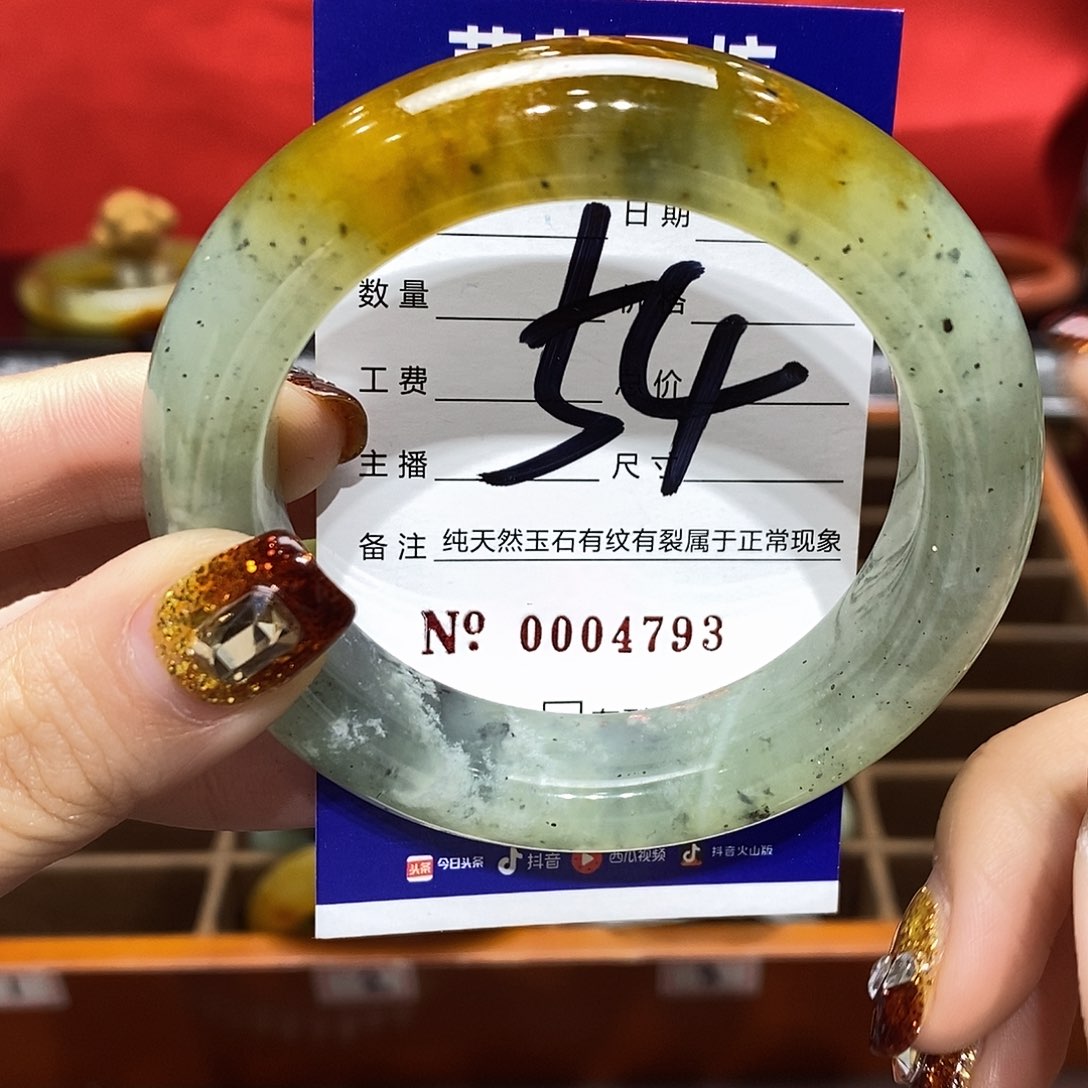 日期
数量
工费
主播 尺寸
备注 纯天然玉石有纹有裂属于正常现象
54
Nº 0004793
头条 今日头条 抖音 西瓜视频 抖音火山版